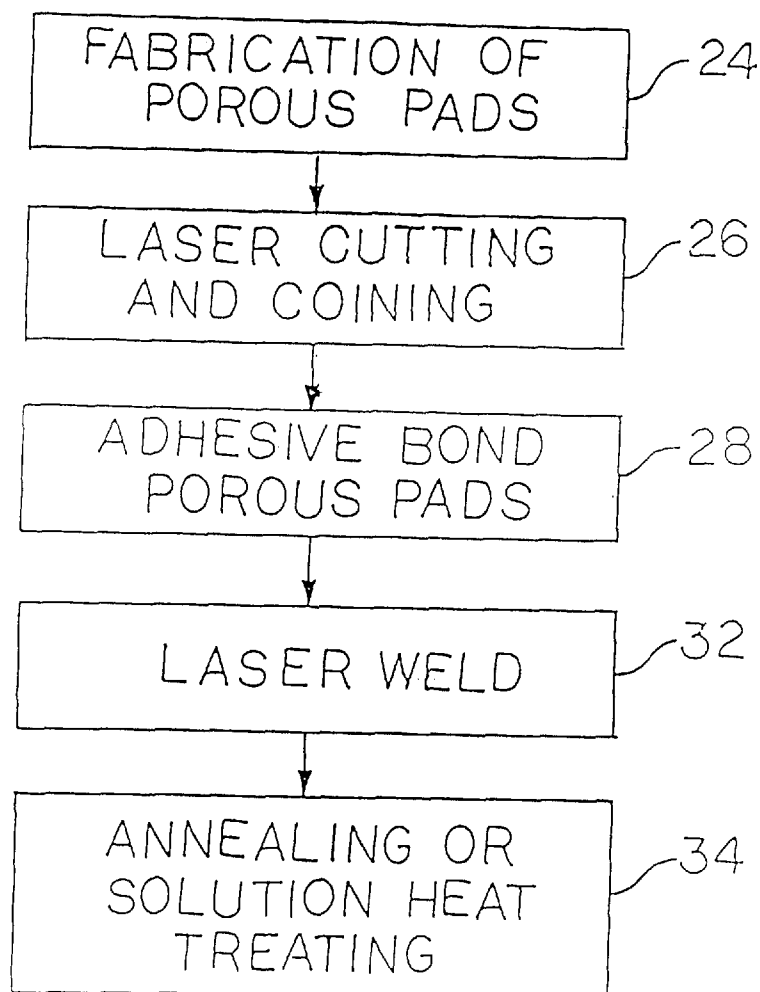 FABRICATION OF
POROUS PADS
24
LASER CUTTING
AND COINING
26
ADHESIVE BOND
POROUS PADS
28
LASER WELD
32
ANNEALING OR
SOLUTION HEAT
TREATING
34